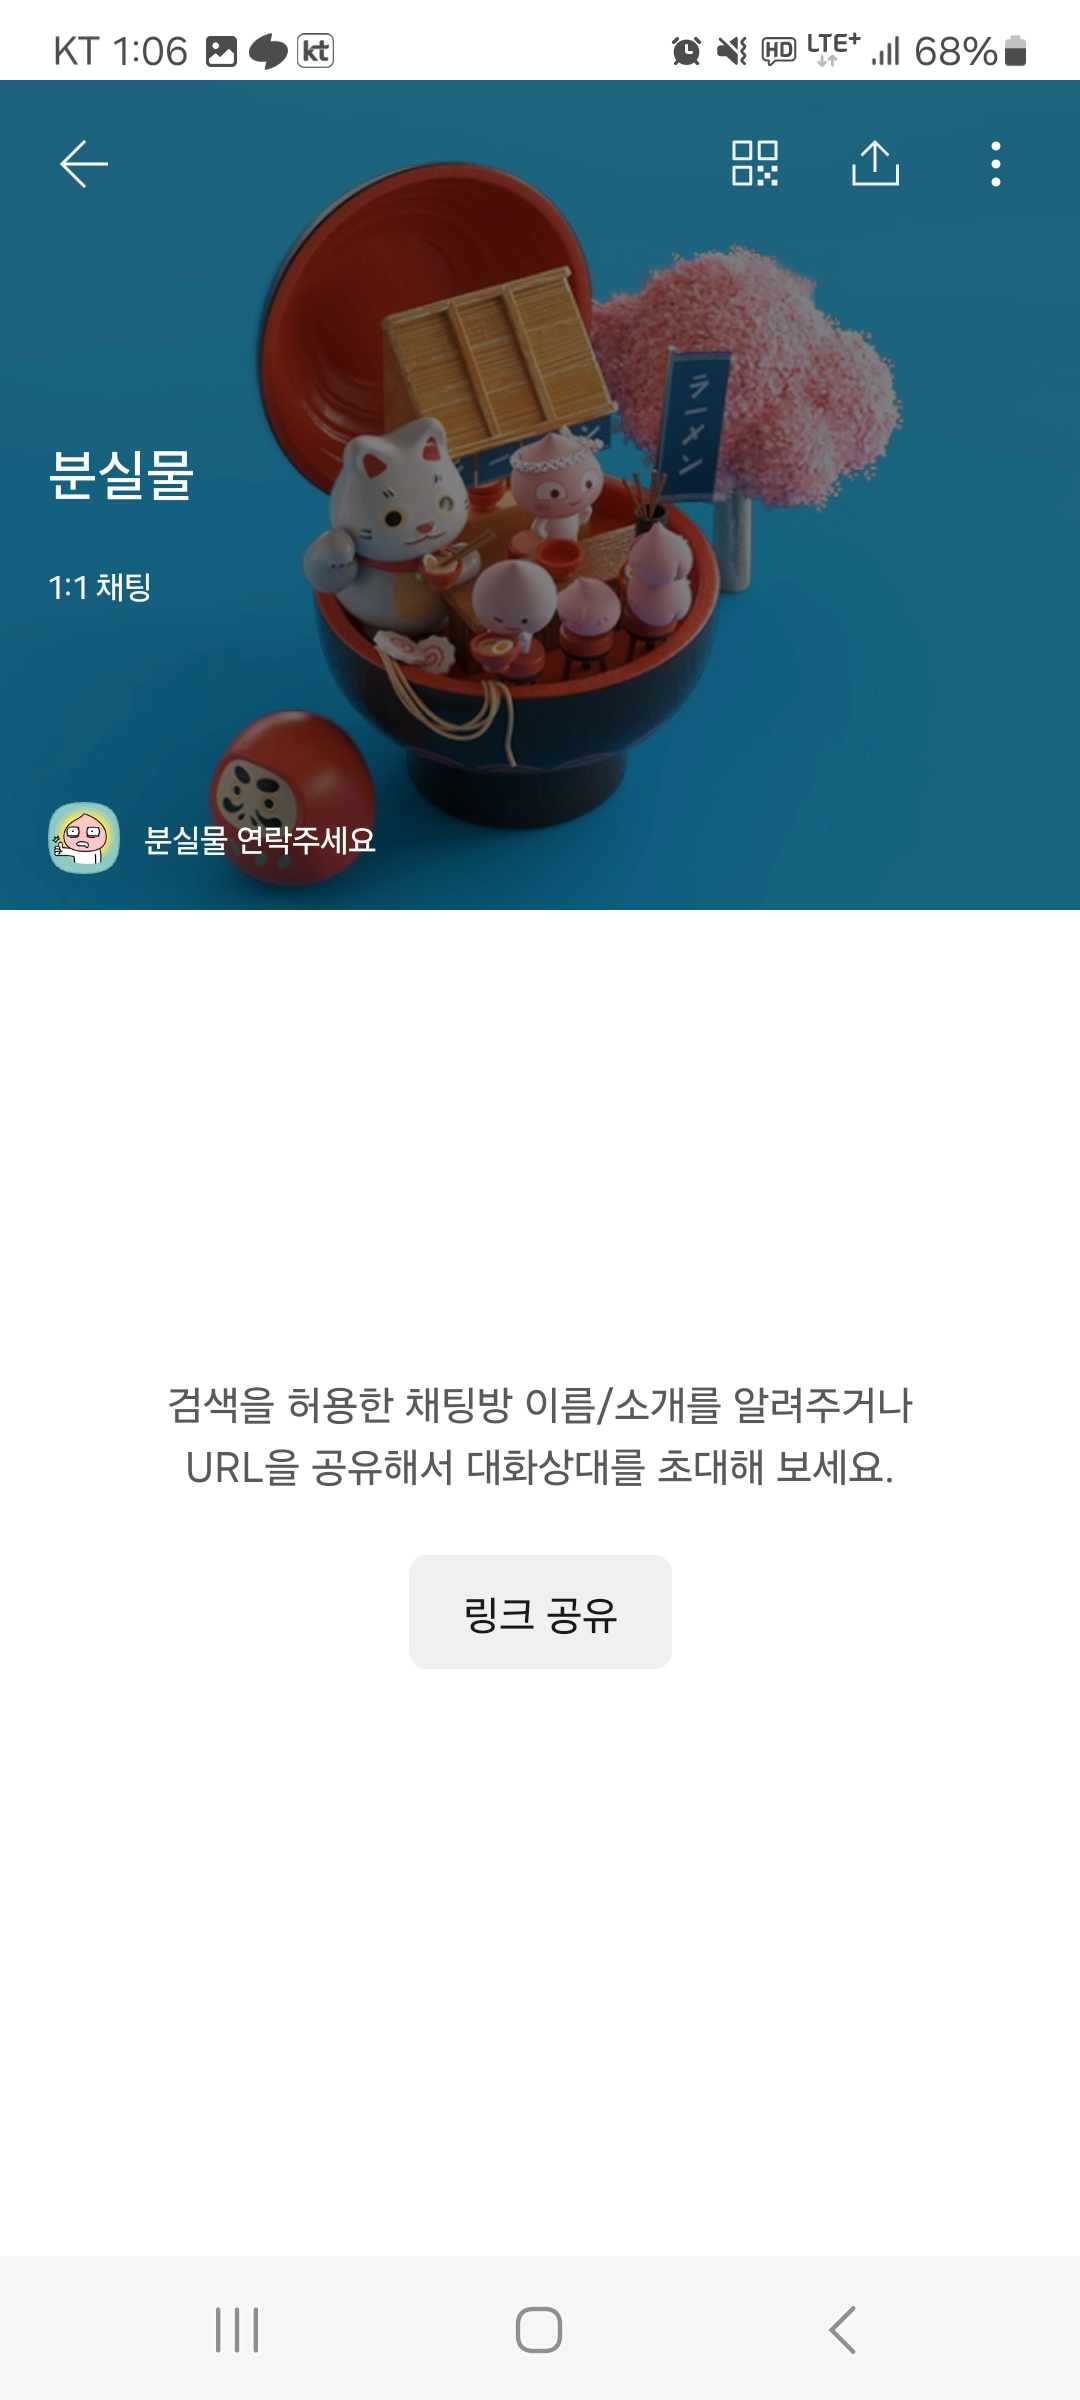 KT 1:06 kt HD LTE+ 68%
ラーメン
분실물
1:1 채팅
분실물 연락주세요
검색을 허용한 채팅방 이름/소개를 알려주거나
URL을 공유해서 대화상대를 초대해 보세요.
링크 공유